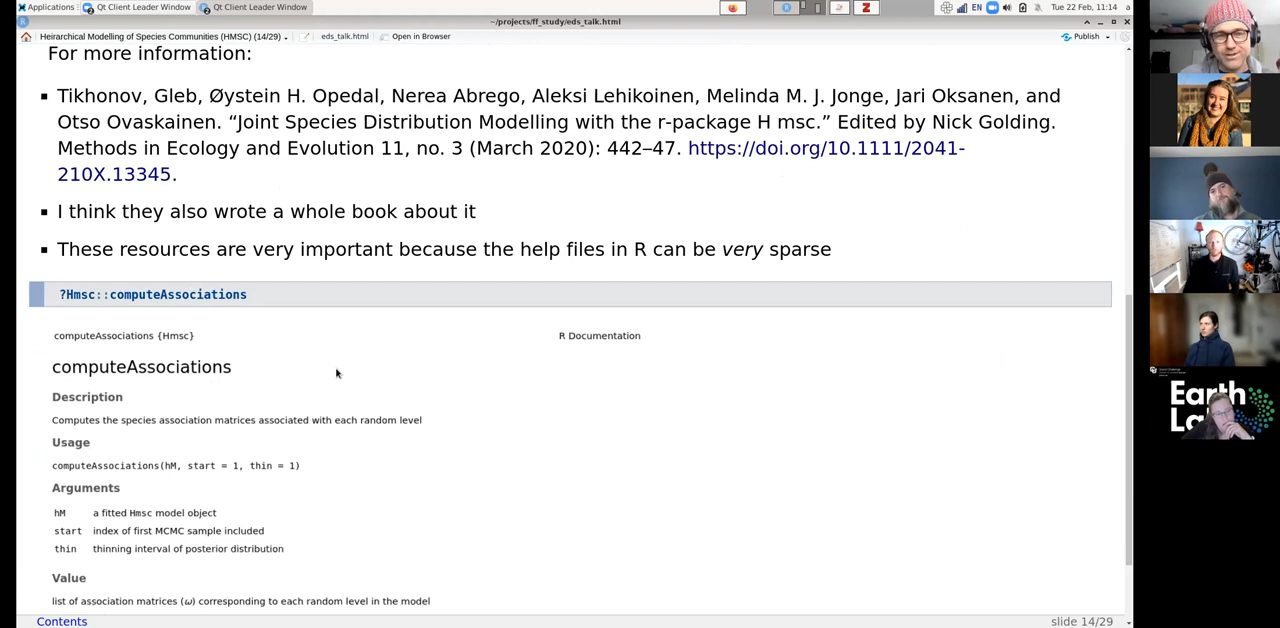 Applications
Qt Client Leader Window
Qt Client Leader Window
EN
Tue 22 Feb, 11:14
a
~/projects/ff_study/eds_talk.html
Heirarchical Modelling of Species Communities (HMSC) (14/29)
eds_talk.html
Open in Browser
Publish
For more information:
Tikhonov, Gleb, Øystein H. Opedal, Nerea Abrego, Aleksi Lehikoinen, Melinda M. J. Jonge, Jari Oksanen, and
Otso Ovaskainen. “Joint Species Distribution Modelling with the r-package H msc.” Edited by Nick Golding.
Methods in Ecology and Evolution 11, no. 3 (March 2020): 442–47. https://doi.org/10.1111/2041-
210X.13345.
I think they also wrote a whole book about it
These resources are very important because the help files in R can be very sparse
?Hmsc::computeAssociations
computeAssociations {Hmsc}
R Documentation
computeAssociations
Description
Computes the species association matrices associated with each random level
Usage
computeAssociations(hM, start = 1, thin = 1)
Arguments
hM a fitted Hmsc model object
start index of first MCMC sample included
thin thinning interval of posterior distribution
Value
list of association matrices (ω) corresponding to each random level in the model
Contents
slide 14/29
Earth
La